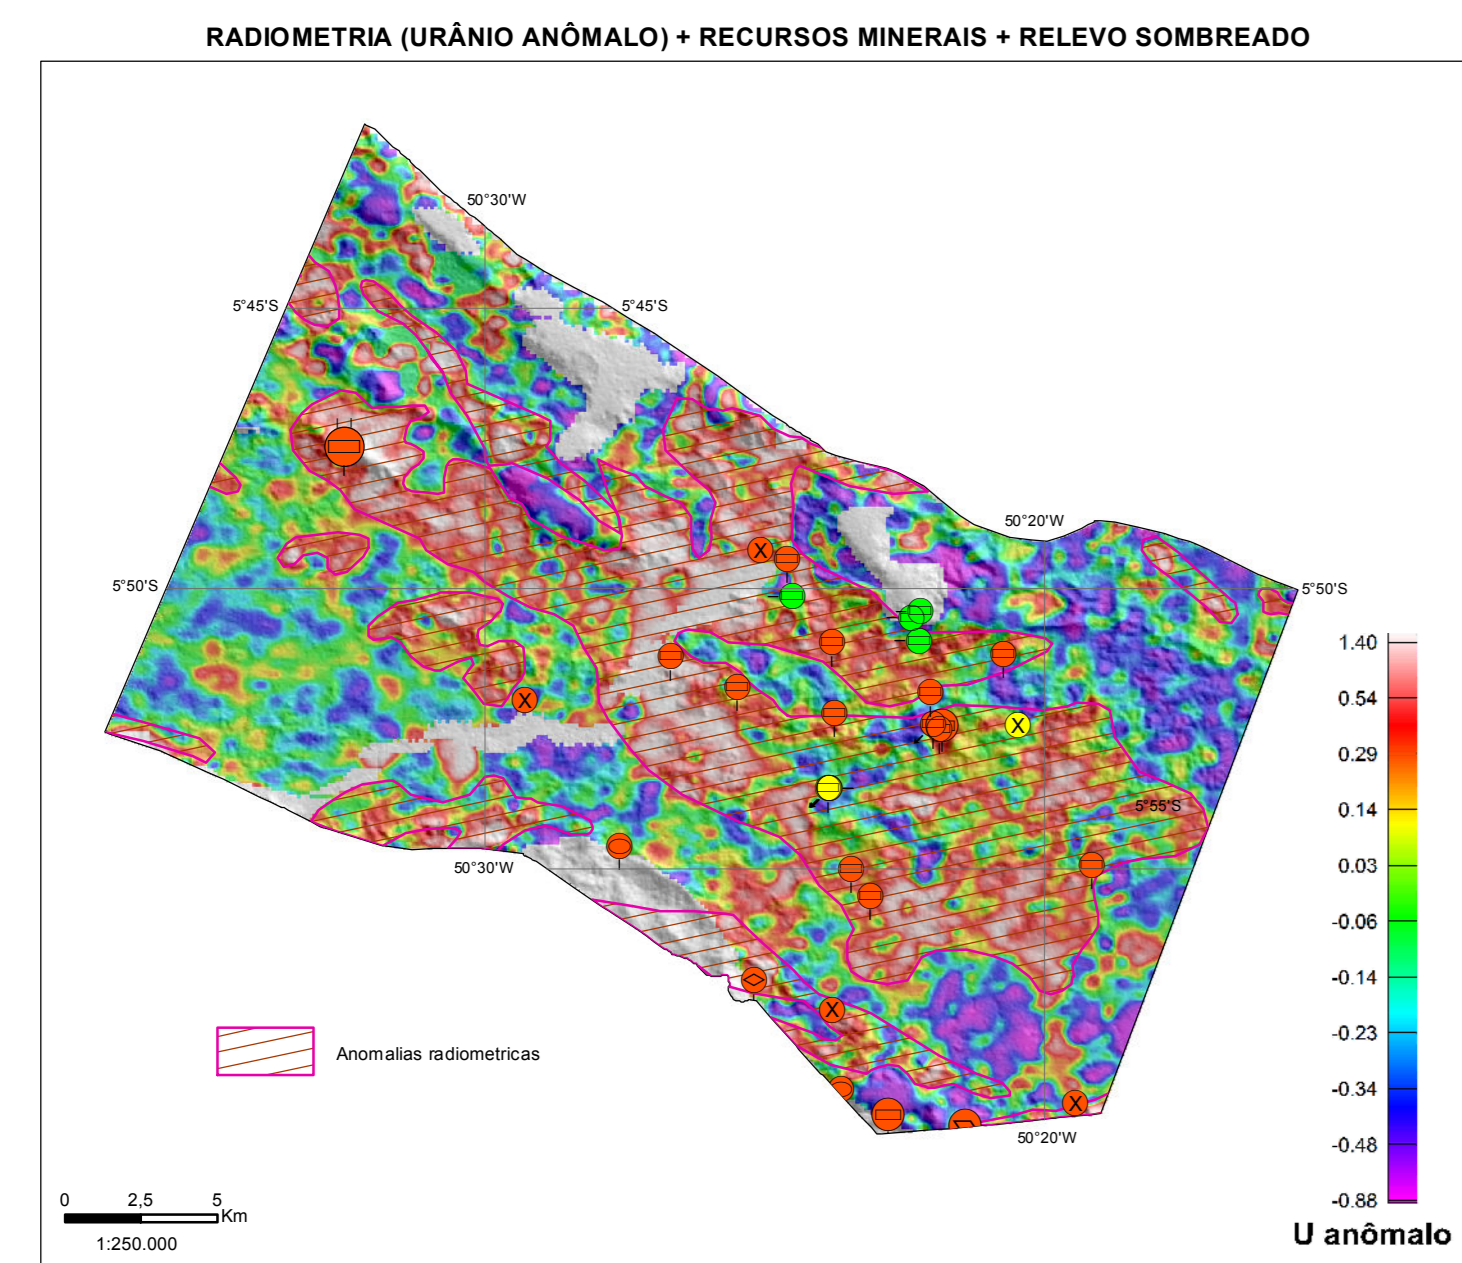 RADIOMETRIA (URÂNIO ANÔMALO) + RECURSOS MINERAIS + RELEVO SOMBREADO
50°30'W
5°45'S
5°45'S
50°20'W
5°50'S
5°50'S
1.40
0.54
0.29
0.14
0.03
-0.06
-0.14
-0.23
-0.34
-0.48
-0.88
U anômalo
X
X
X
5°55'S
50°30'W
X
X
50°20'W
Anomalias radiometricas
0 2,5 5
Km
1:250.000